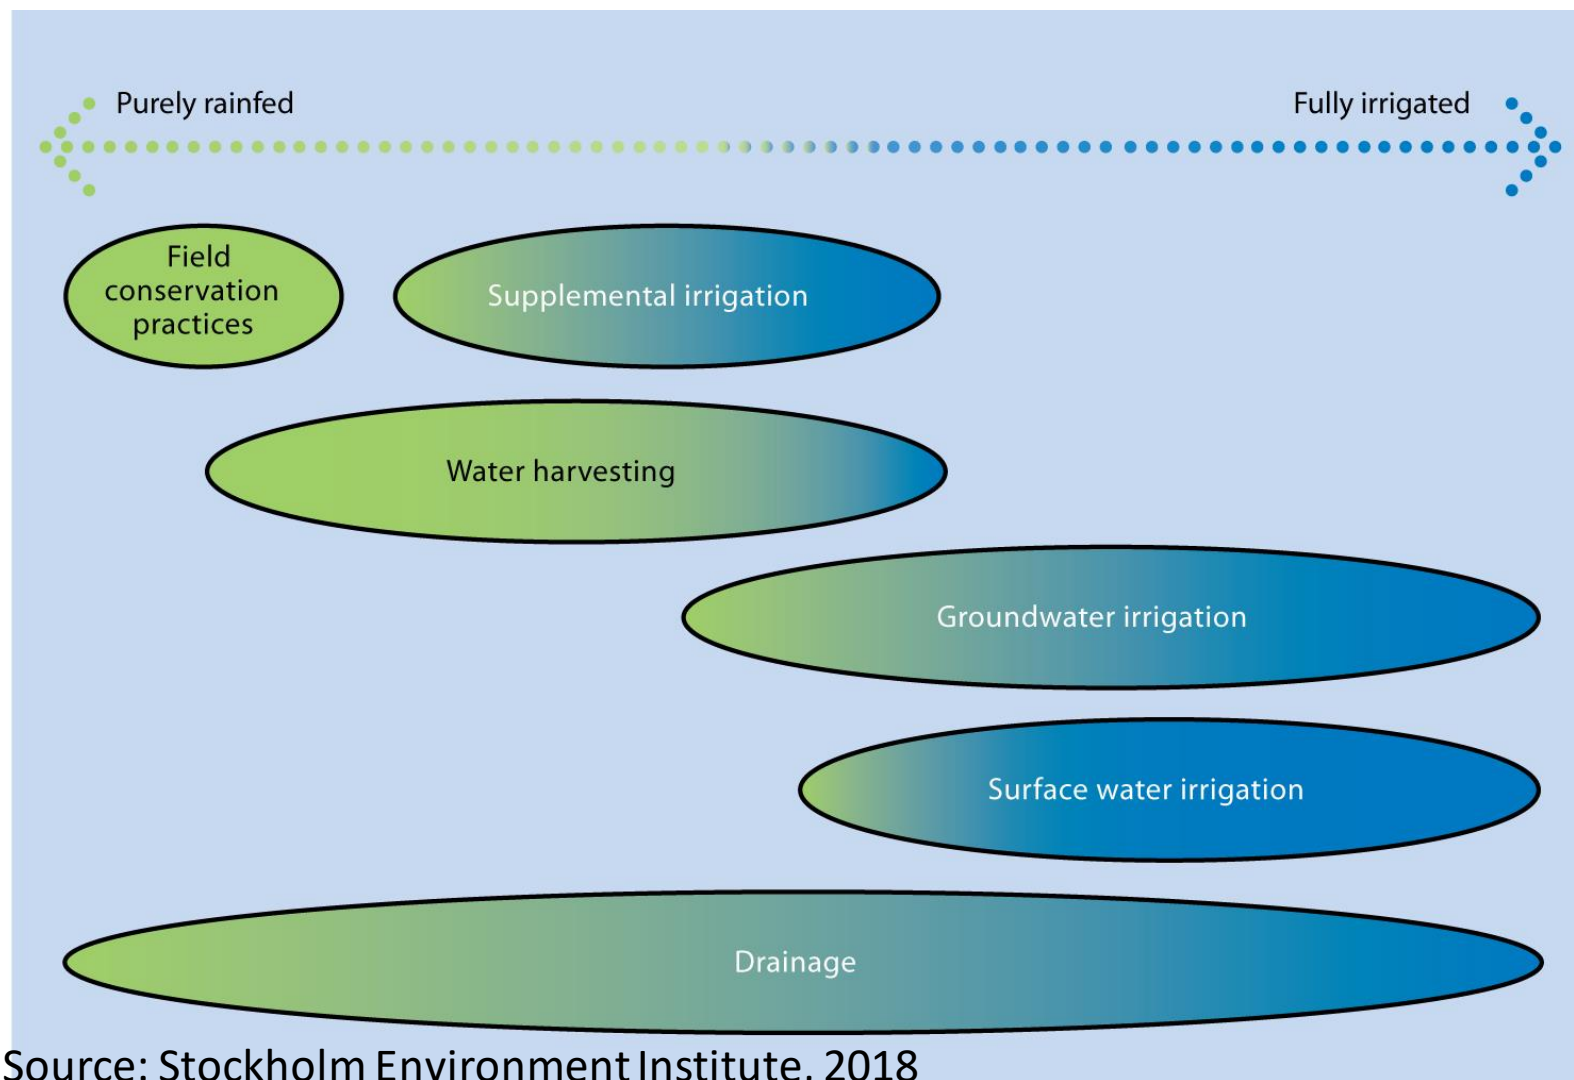 Purely rainfed
Fully irrigated
Field
conservation
practices
Supplemental irrigation
Water harvesting
Groundwater irrigation
Surface water irrigation
Drainage
Source: Stockholm Environment Institute, 2018